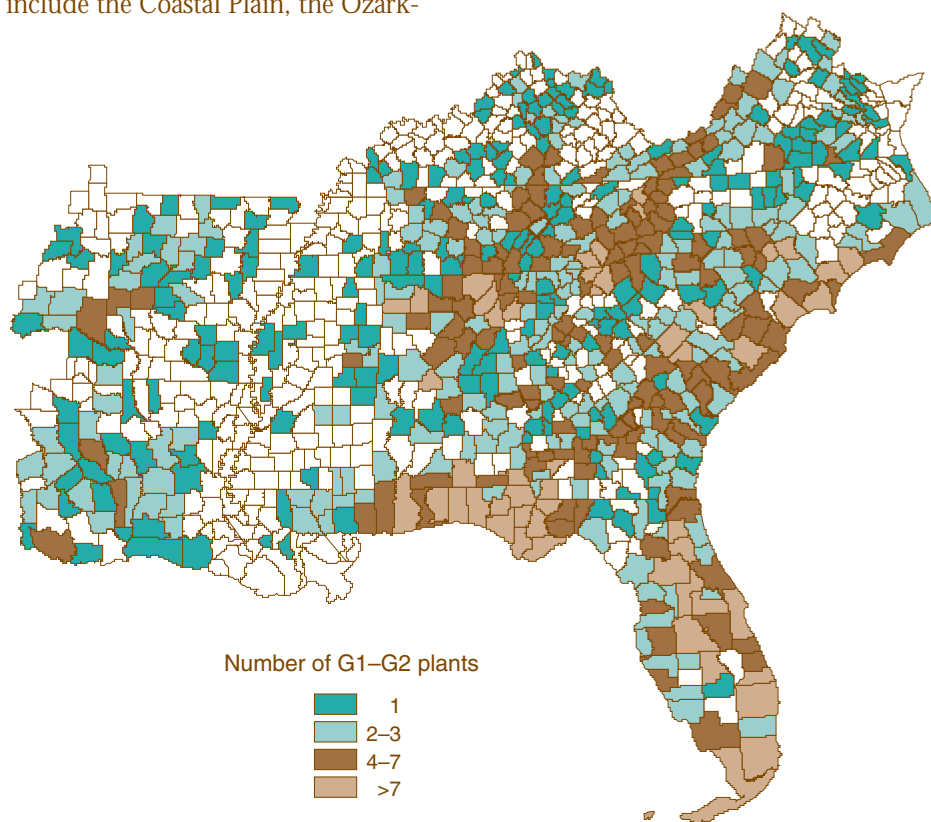 include the Coastal Plain, the Ozark-
Number of G1–G2 plants
1
2–3
4–7
>7